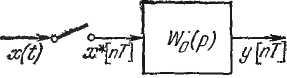 x(t) x*[nT] W₀*(p) y[nT]